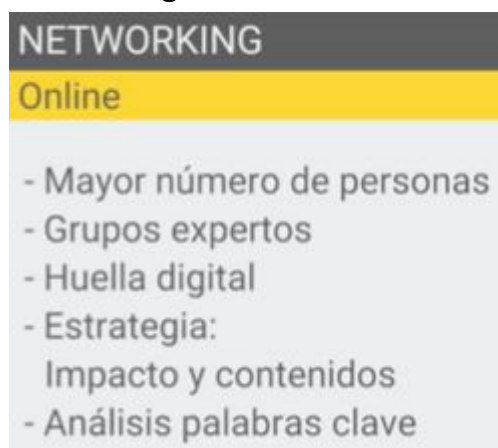 NETWORKING
Online
- Mayor número de personas
- Grupos expertos
- Huella digital
- Estrategia:
Impacto y contenidos
- Análisis palabras clave